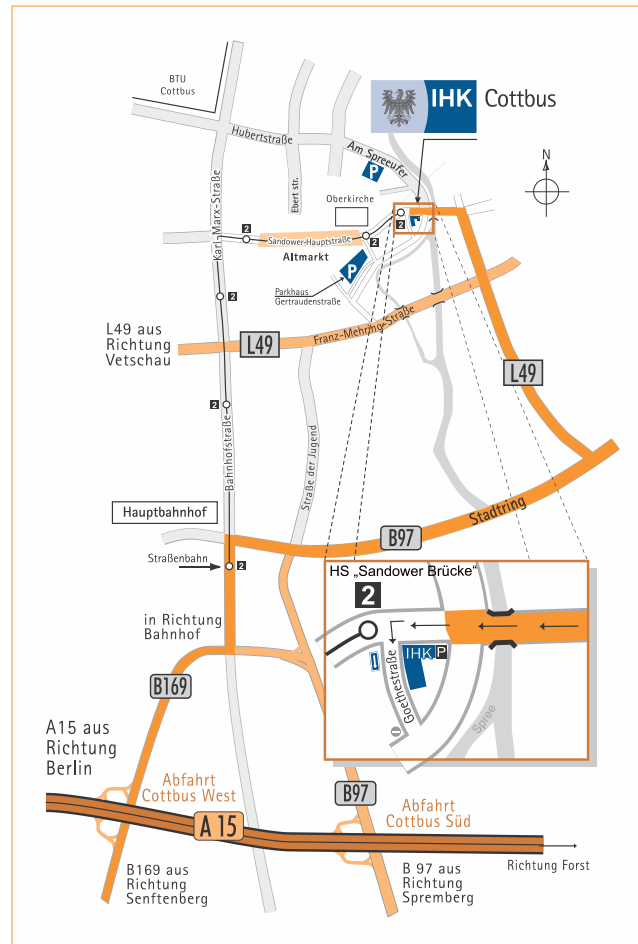 BTU
Cottbus
IHK Cottbus
Hubertstraße
Am Spreeufer
P
N
Ebert str.
Oberkirche
Karl-Marx-Straße
2
Sandower-Hauptstraße
2
2
Altmarkt
P
Parkhaus
Gertraudenstraße
2
Franz-Mehring-Straße
L49 aus
Richtung
Vetschau
L49
L49
2
Bahnhofstraße
Straße der Jugend
Hauptbahnhof
Stadtring
B97
Straßenbahn
2
HS „Sandower Brücke“
2
in Richtung
Bahnhof
IHK P
Goethestraße
Spree
B169
A15 aus
Richtung
Berlin
Abfahrt
Cottbus West
B97
Abfahrt
Cottbus Süd
A 15
Richtung Forst
B169 aus
Richtung
Senftenberg
B 97 aus
Richtung
Spremberg